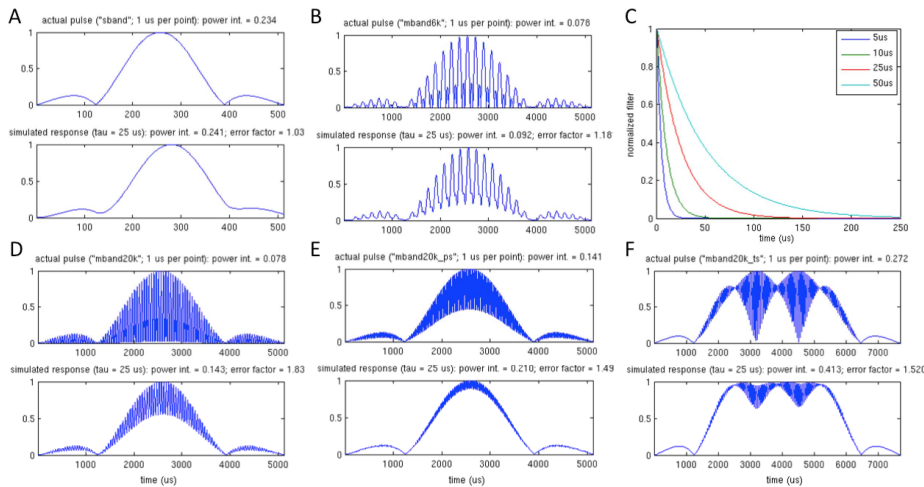 A
actual pulse ("sband"; 1 us per point): power int. = 0.234
1
0.5
0
100 200 300 400 500
simulated response (tau = 25 us): power int. = 0.241; error factor = 1.03
1
0.5
0
100 200 300 400 500
B
actual pulse ("mband6k"; 1 us per point): power int. = 0.078
1
0.5
0
1000 2000 3000 4000 5000
simulated response (tau = 25 us): power int. = 0.092; error factor = 1.18
1
0.5
0
1000 2000 3000 4000 5000
C
1
0.8
0.6
0.4
0.2
0
normalized filter
5us
10us
25us
50us
0 50 100 150 200 250
time (us)
D
actual pulse ("mband20k"; 1 us per point): power int. = 0.078
1
0.5
0
1000 2000 3000 4000 5000
simulated response (tau = 25 us): power int. = 0.143; error factor = 1.83
1
0.5
0
1000 2000 3000 4000 5000
time (us)
E
actual pulse ("mband20k_ps"; 1 us per point): power int. = 0.141
1
0.5
0
1000 2000 3000 4000 5000
simulated response (tau = 25 us): power int. = 0.210; error factor = 1.49
1
0.5
0
1000 2000 3000 4000 5000
time (us)
F
actual pulse ("mband20k_ts"; 1 us per point): power int. = 0.272
1
0.5
0
1000 2000 3000 4000 5000 6000 7000
simulated response (tau = 25 us): power int. = 0.413; error factor = 1.520
1
0.5
0
1000 2000 3000 4000 5000 6000 7000
time (us)